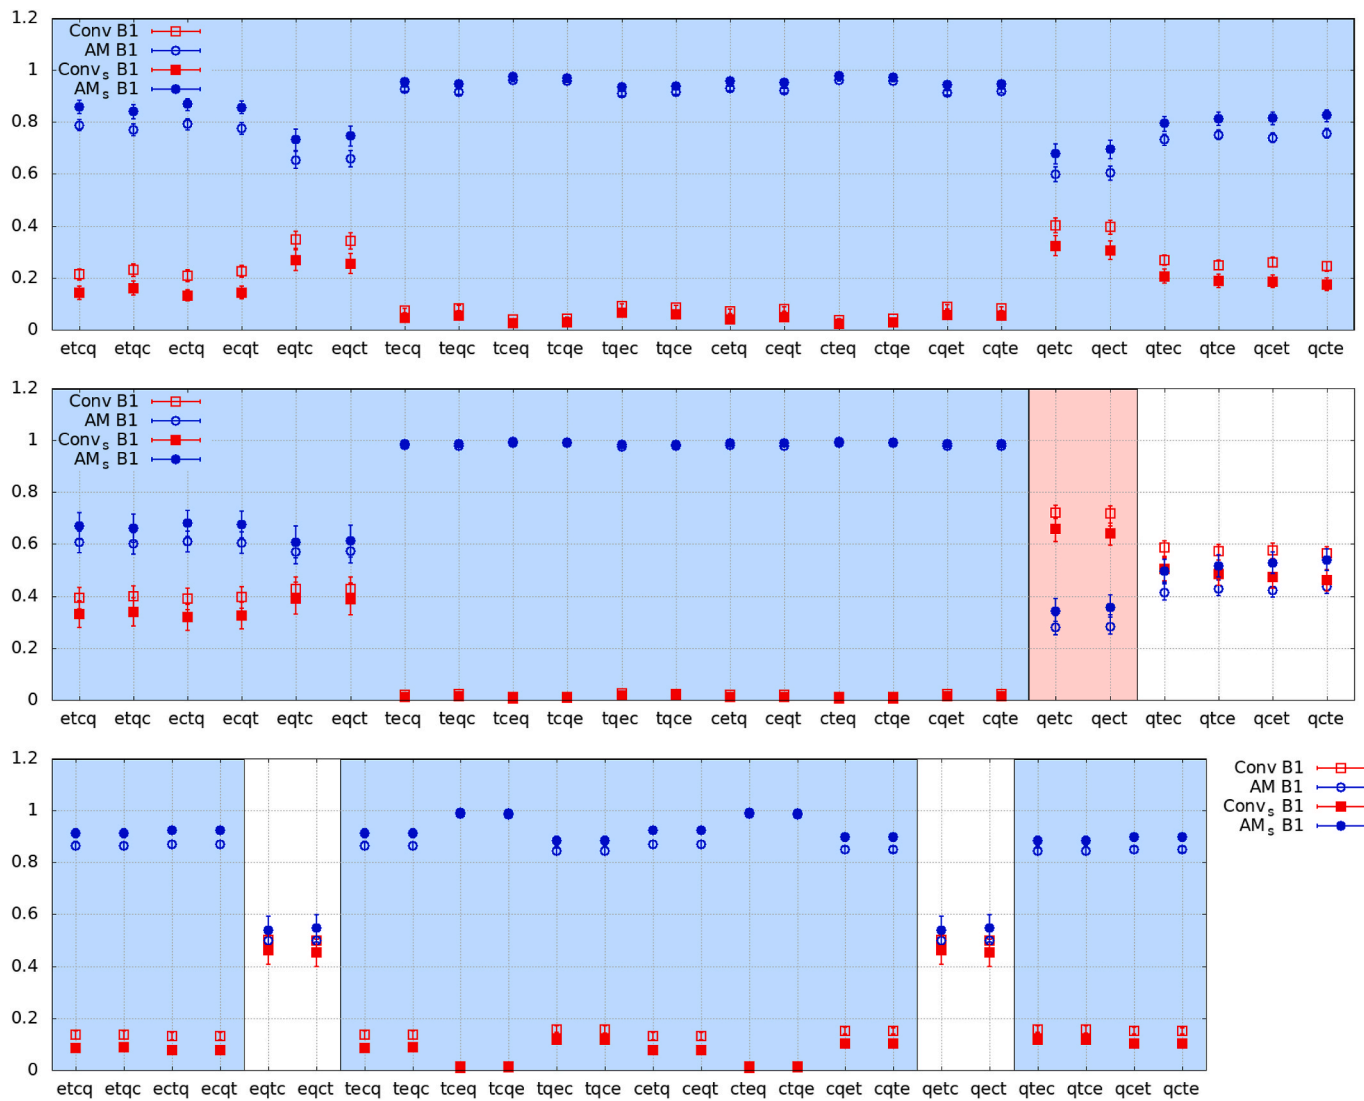 1.2
1
0.8
0.6
0.4
0.2
0
Conv B1
AM B1
Conv_s B1
AM_s B1
etcq etqc ectq ecqt eqtc eqct tecq teqc tceq tcqe tqec tqce cetq ceqt cteq ctqe cqet cqte qetc qect qtec qtce qcet qcte
1.2
1
0.8
0.6
0.4
0.2
0
Conv B1
AM B1
Conv_s B1
AM_s B1
etcq etqc ectq ecqt eqtc eqct tecq teqc tceq tcqe tqec tqce cetq ceqt cteq ctqe cqet cqte qetc qect qtec qtce qcet qcte
1.2
1
0.8
0.6
0.4
0.2
0
Conv B1
AM B1
Conv_s B1
AM_s B1
etcq etqc ectq ecqt eqtc eqct tecq teqc tceq tcqe tqec tqce cetq ceqt cteq ctqe cqet cqte qetc qect qtec qtce qcet qcte